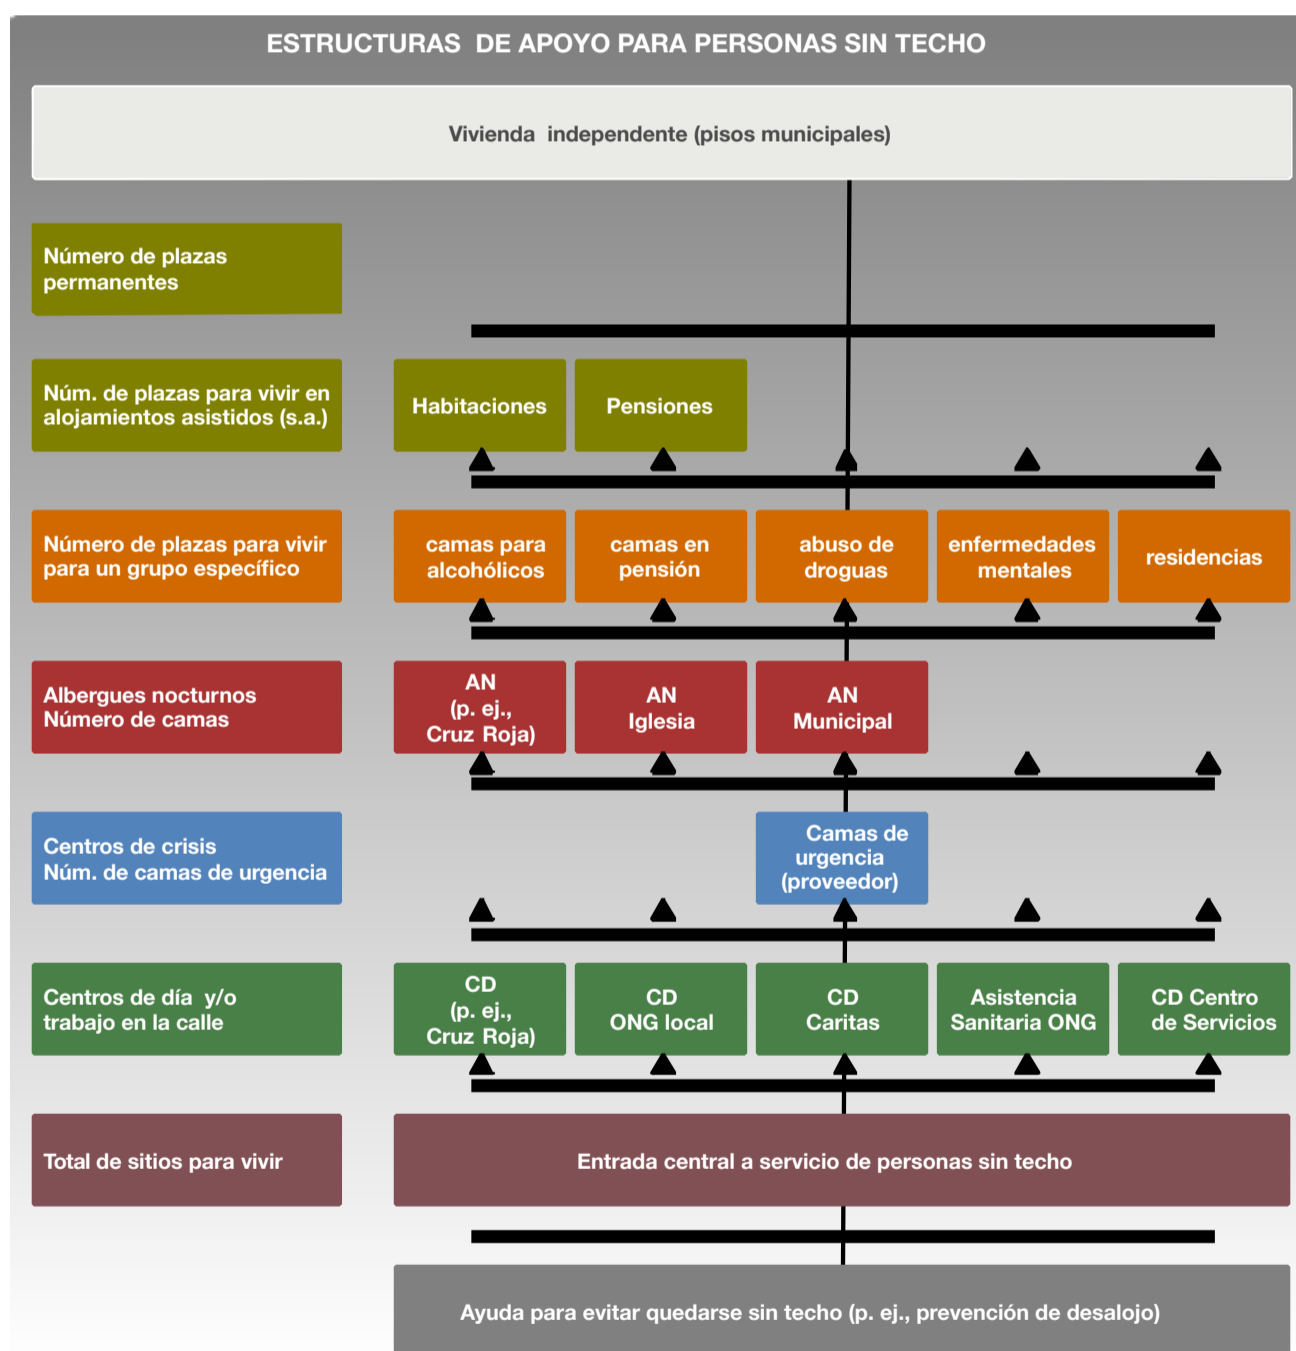 ESTRUCTURAS DE APOYO PARA PERSONAS SIN TECHO
Vivienda independente (pisos municipales)
Número de plazas
permanentes
Núm. de plazas para vivir en
alojamientos asistidos (s.a.)
Habitaciones
Pensiones
Número de plazas para vivir
para un grupo específico
camas para
alcohólicos
camas en
pensión
abuso de
droguas
enfermedades
mentales
residencias
Albergues nocturnos
Número de camas
AN
(p. ej.,
Cruz Roja)
AN
Iglesia
AN
Municipal
Centros de crisis
Núm. de camas de urgencia
Camas de
urgencia
(proveedor)
Centros de día y/o
trabajo en la calle
CD
(p. ej.,
Cruz Roja)
CD
ONG local
CD
Caritas
Asistencia
Sanitaria ONG
CD Centro
de Servicios
Total de sitios para vivir
Entrada central a servicio de personas sin techo
Ayuda para evitar quedarse sin techo (p. ej., prevención de desalojo)